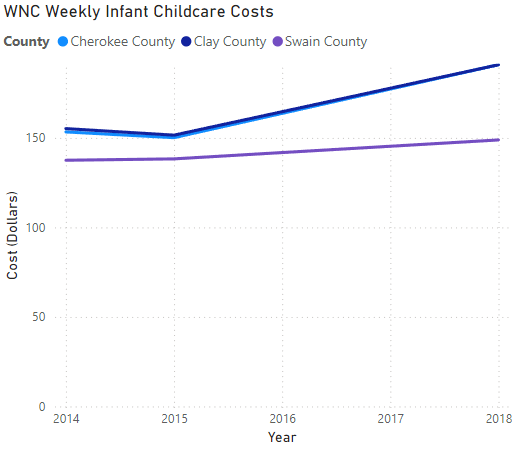 WNC Weekly Infant Childcare Costs
County Cherokee County Clay County Swain County
150
100
50
0
Cost (Dollars)
2014 2015 2016 2017 2018
Year